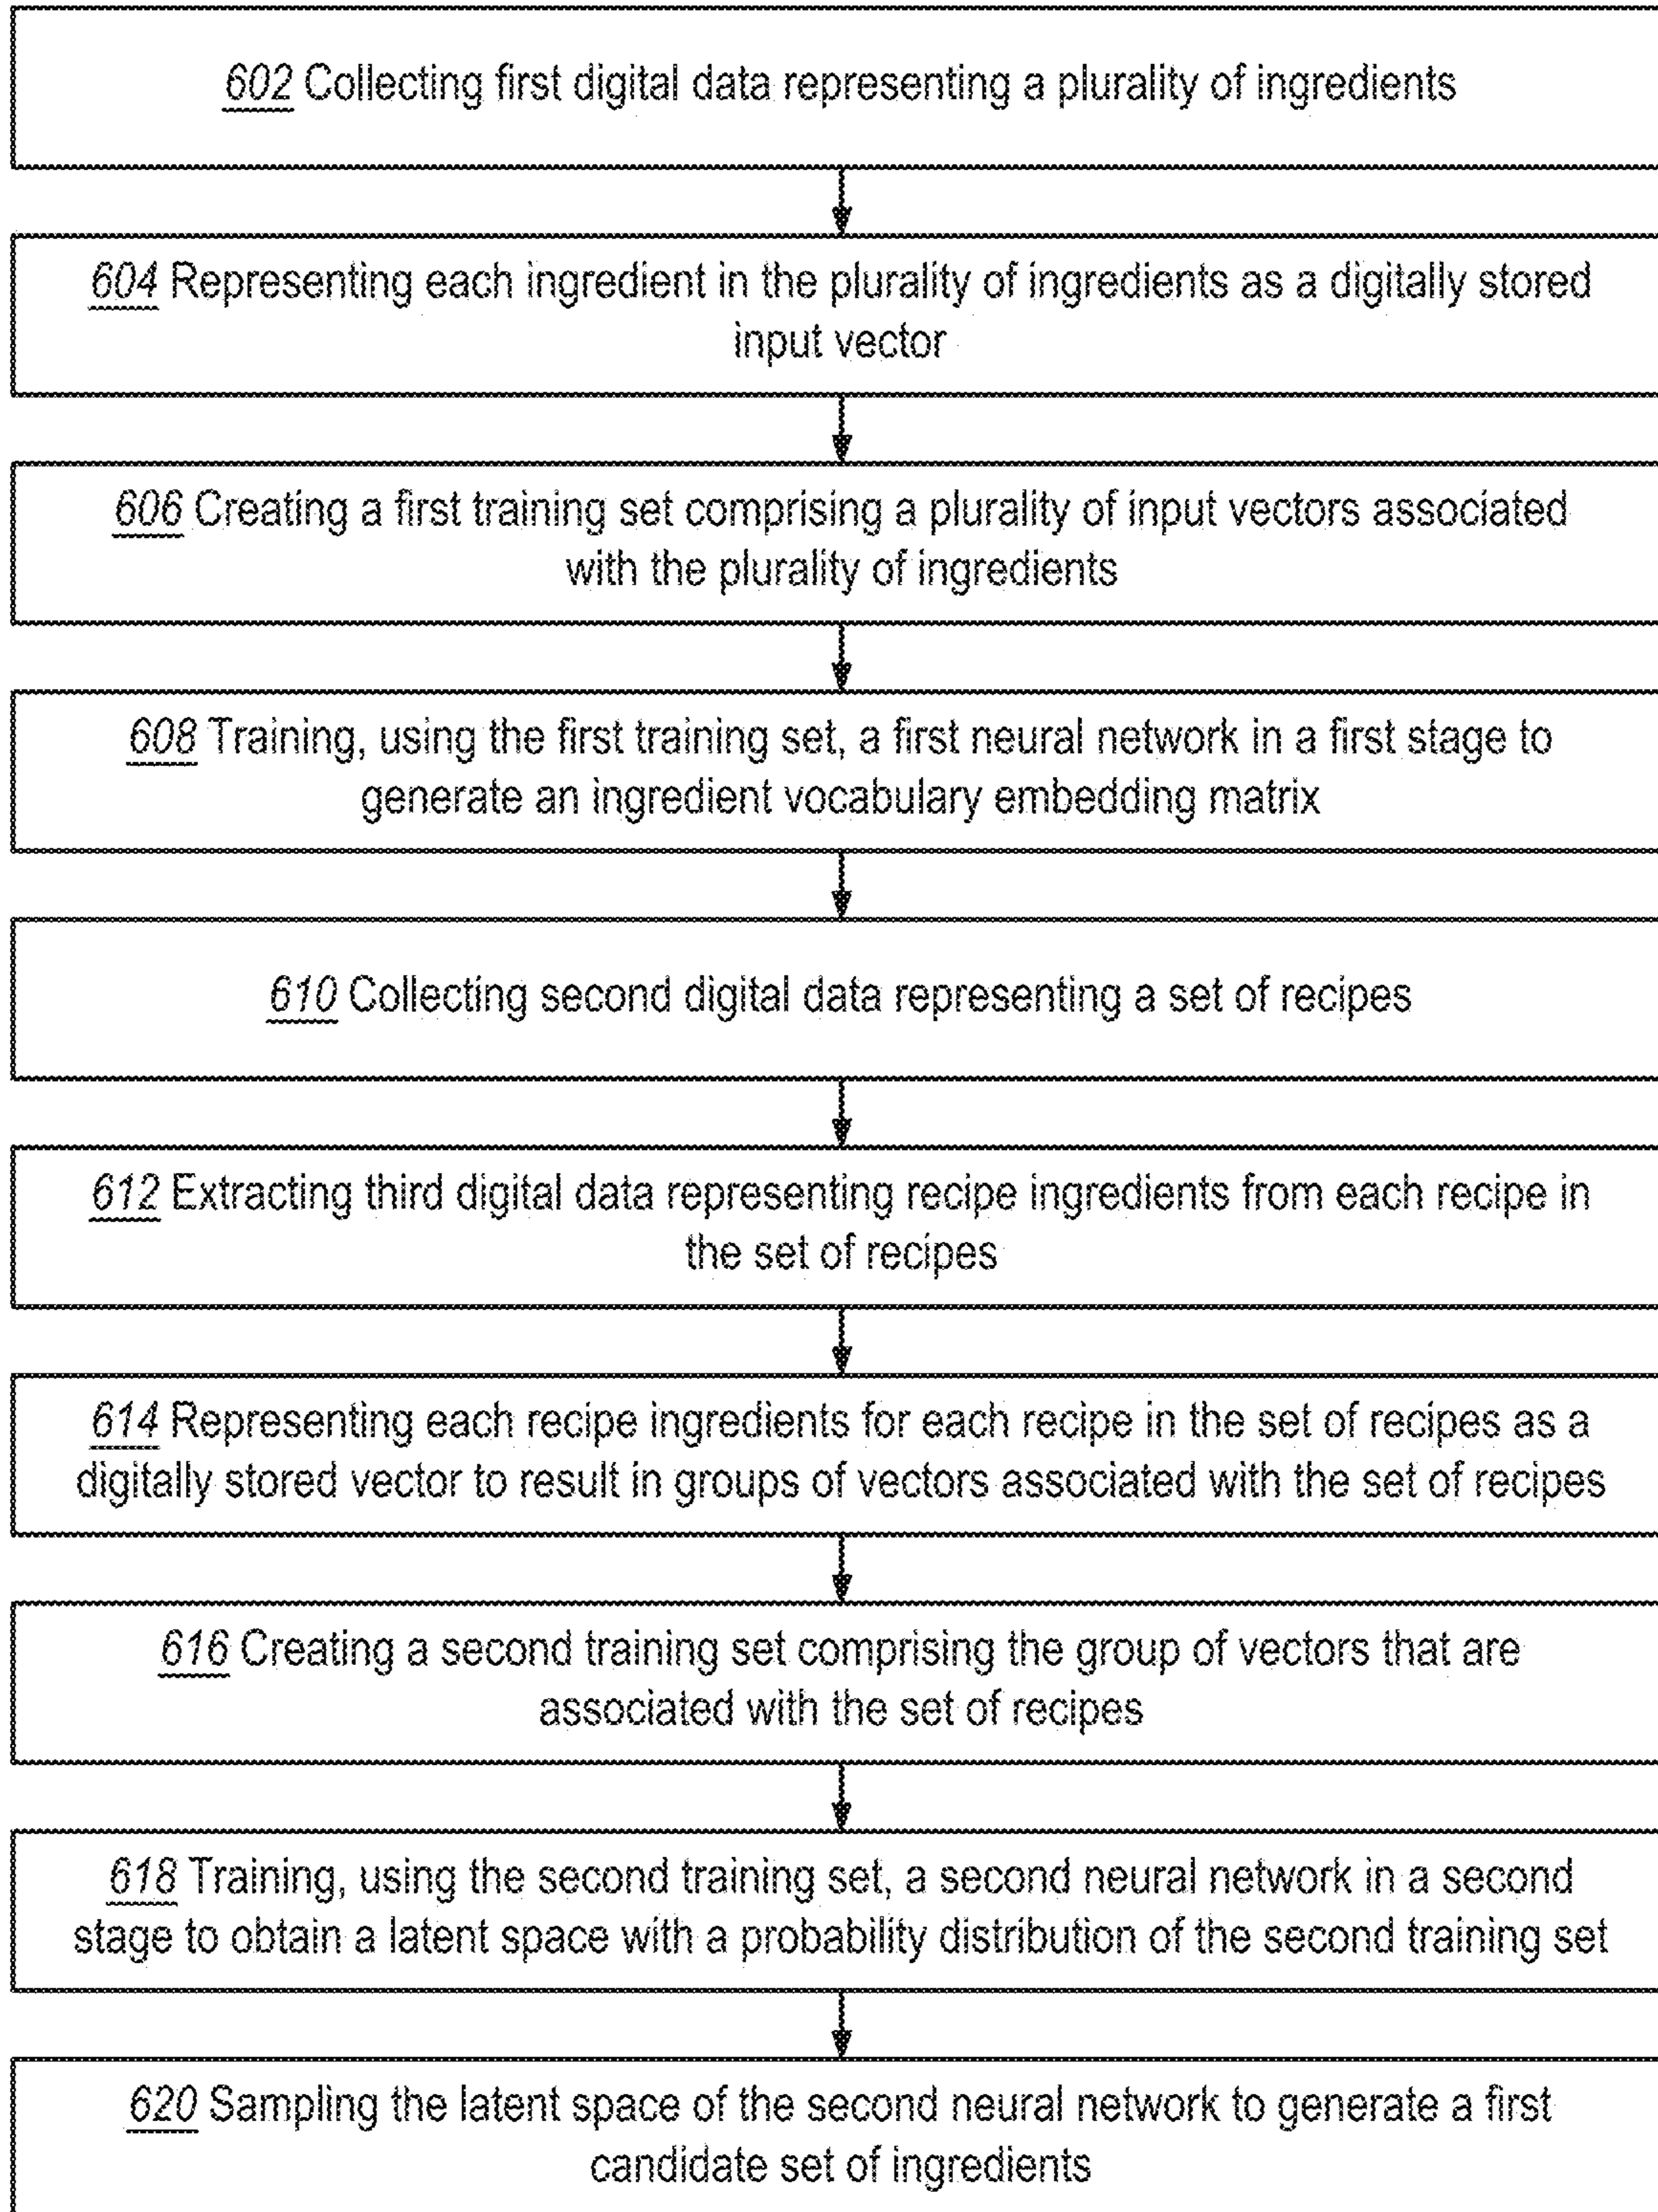 602 Collecting first digital data representing a plurality of ingredients
604 Representing each ingredient in the plurality of ingredients as a digitally stored
input vector
606 Creating a first training set comprising a plurality of input vectors associated
with the plurality of ingredients
608 Training, using the first training set, a first neural network in a first stage to
generate an ingredient vocabulary embedding matrix
610 Collecting second digital data representing a set of recipes
612 Extracting third digital data representing recipe ingredients from each recipe in
the set of recipes
614 Representing each recipe ingredients for each recipe in the set of recipes as a
digitally stored vector to result in groups of vectors associated with the set of recipes
616 Creating a second training set comprising the group of vectors that are
associated with the set of recipes
618 Training, using the second training set, a second neural network in a second
stage to obtain a latent space with a probability distribution of the second training set
620 Sampling the latent space of the second neural network to generate a first
candidate set of ingredients